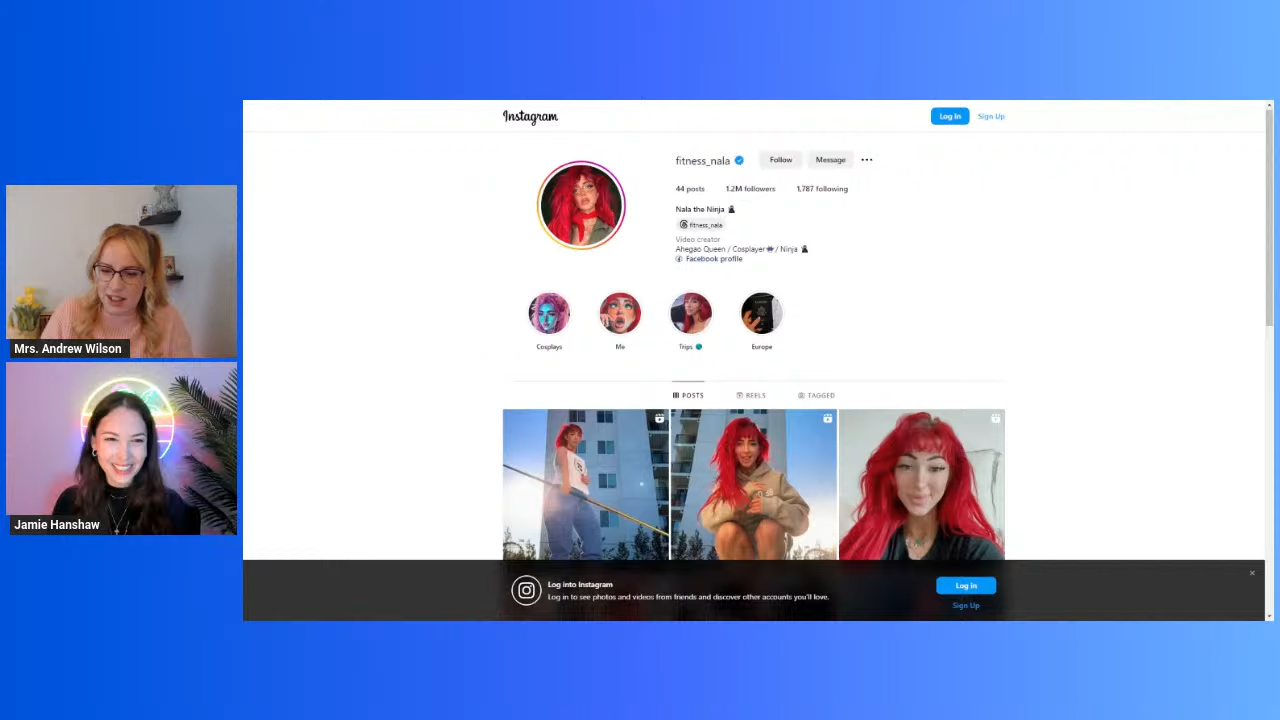 Instagram
Log In
Sign Up
fitness_nala
Follow
Message
44 posts
1.2M followers
1,787 following
Nala the Ninja 🥷
fitness_nala
Video creator
Ahegao Queen / Cosplayer👾/ Ninja 🥷
Facebook profile
Cosplays
Me
Trips 🌎
Europe
POSTS
REELS
TAGGED
Mrs. Andrew Wilson
Jamie Hanshaw
Log into Instagram
Log in to see photos and videos from friends and discover other accounts you'll love.
Log In
Sign Up